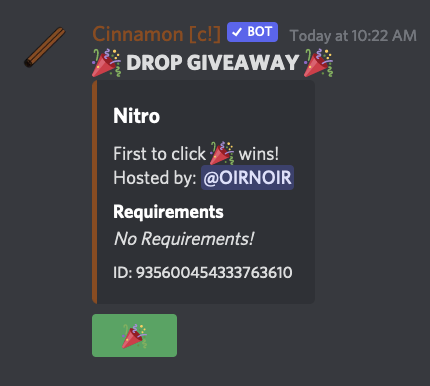 Cinnamon [c!] ✓ BOT Today at 10:22 AM
🎉 DROP GIVEAWAY 🎉
Nitro
First to click 🎉 wins!
Hosted by: @OIRNOIR
Requirements
No Requirements!
ID: 935600454333763610